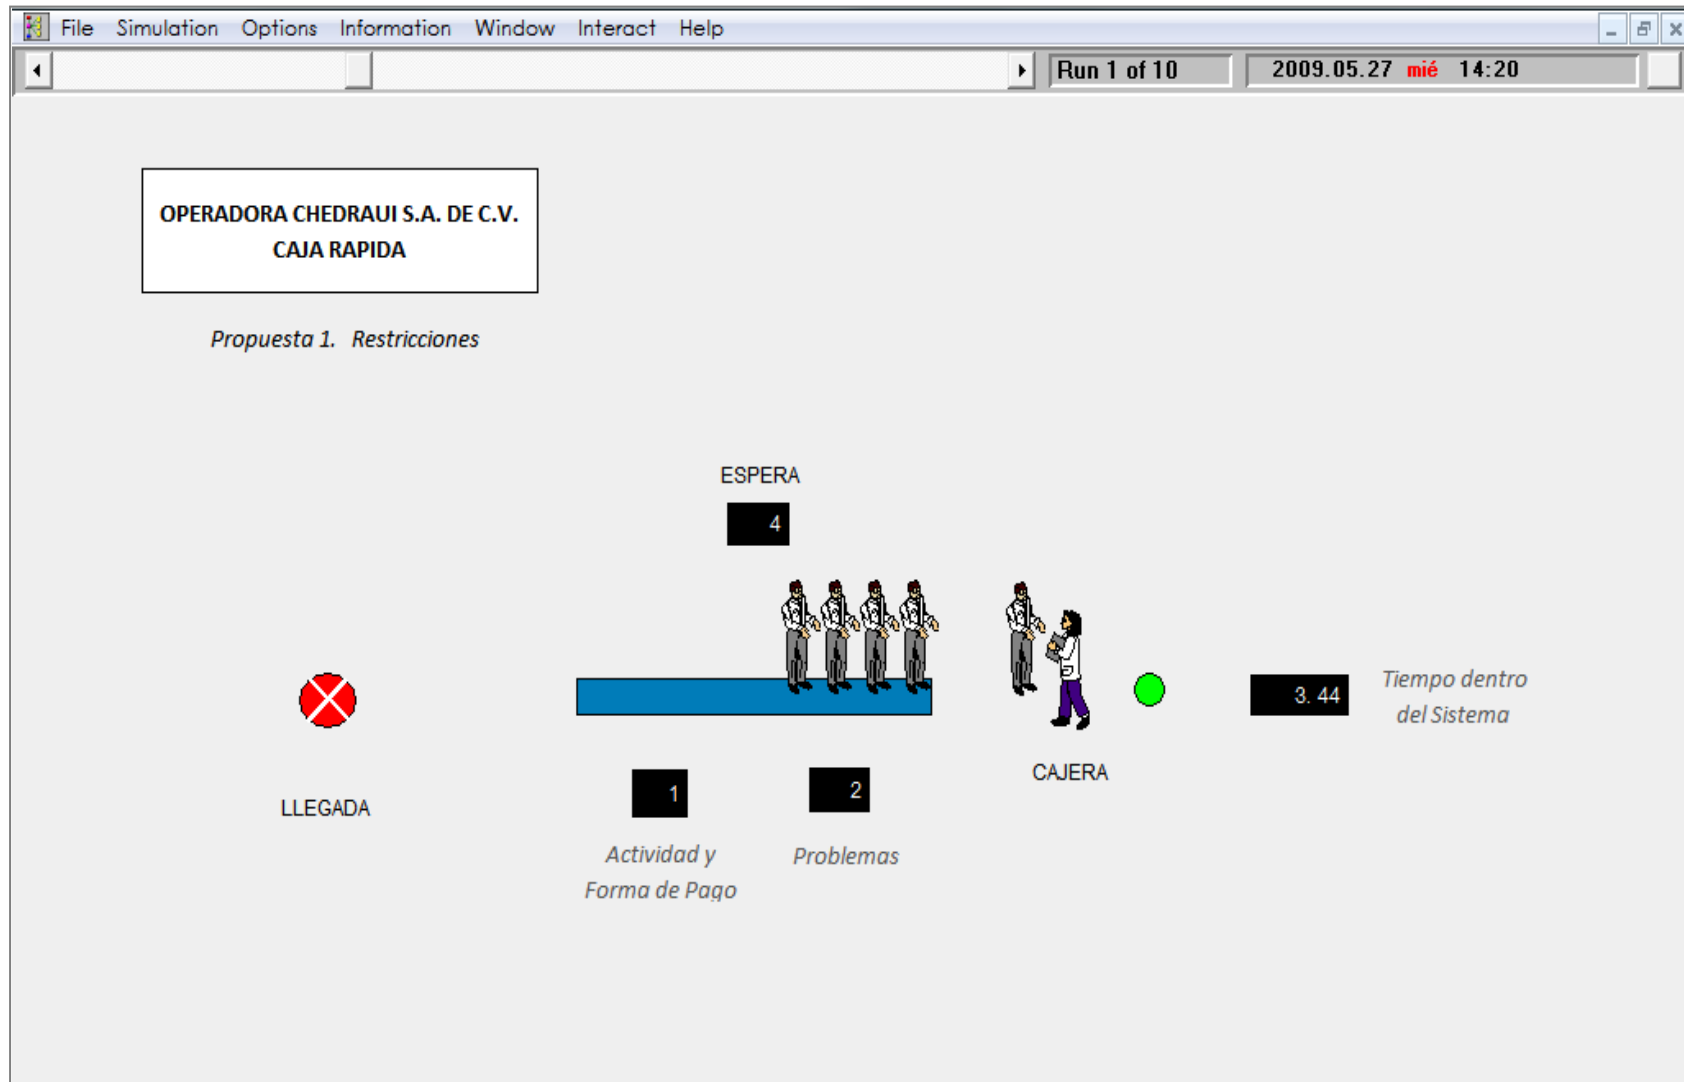 File Simulation Options Information Window Interact Help
Run 1 of 10 2009.05.27 mié 14:20
OPERADORA CHEDRAUI S.A. DE C.V.
CAJA RAPIDA
Propuesta 1. Restricciones
ESPERA
4
3. 44
Tiempo dentro
del Sistema
CAJERA
LLEGADA
1
2
Actividad y
Forma de Pago
Problemas